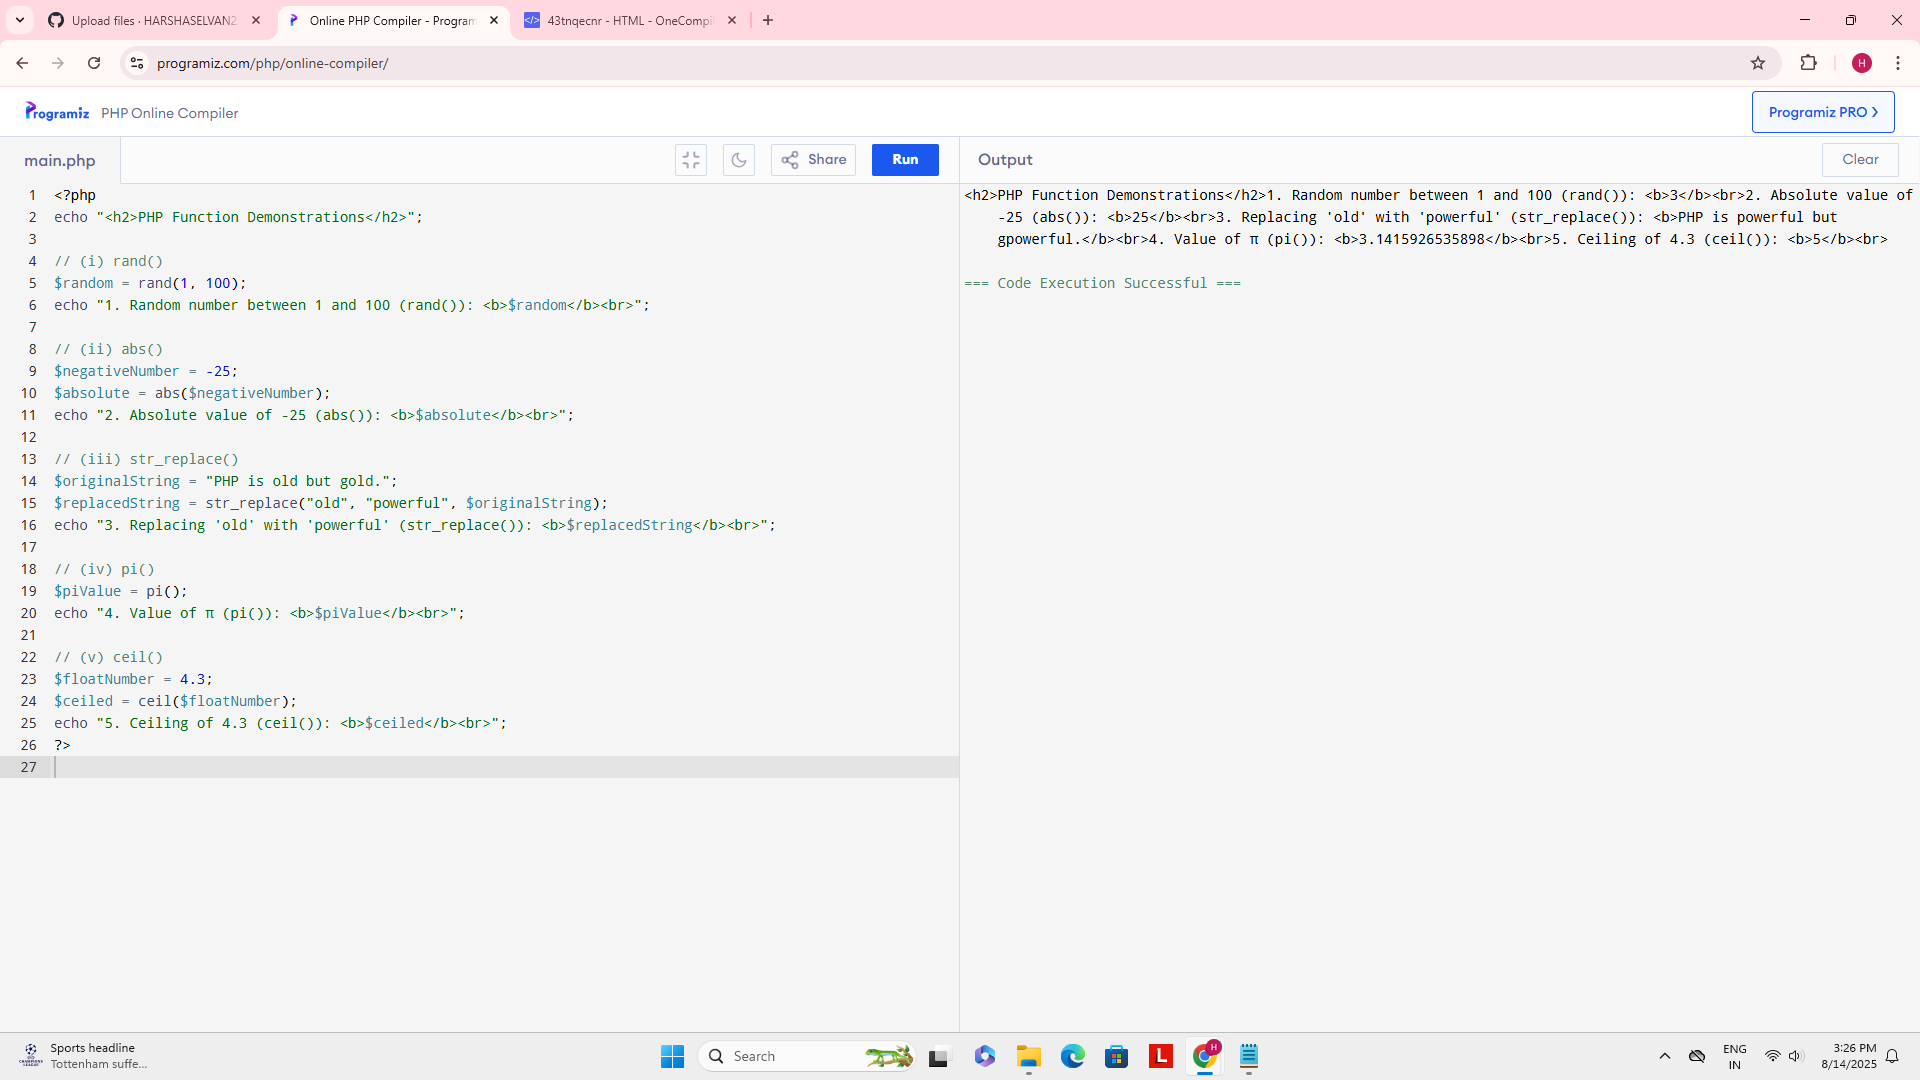 Upload files · HARSHASELVAN2
Online PHP Compiler - Program
43tnqecnr - HTML - OneCompi
programiz.com/php/online-compiler/
H
Programiz PHP Online Compiler
Programiz PRO ›
main.php
Share
Run
Output
Clear
1 <?php
2 echo "<h2>PHP Function Demonstrations</h2>";
3
4 // (i) rand()
5 $random = rand(1, 100);
6 echo "1. Random number between 1 and 100 (rand()): <b>$random</b><br>";
7
8 // (ii) abs()
9 $negativeNumber = -25;
10 $absolute = abs($negativeNumber);
11 echo "2. Absolute value of -25 (abs()): <b>$absolute</b><br>";
12
13 // (iii) str_replace()
14 $originalString = "PHP is old but gold.";
15 $replacedString = str_replace("old", "powerful", $originalString);
16 echo "3. Replacing 'old' with 'powerful' (str_replace()): <b>$replacedString</b><br>";
17
18 // (iv) pi()
19 $piValue = pi();
20 echo "4. Value of π (pi()): <b>$piValue</b><br>";
21
22 // (v) ceil()
23 $floatNumber = 4.3;
24 $ceiled = ceil($floatNumber);
25 echo "5. Ceiling of 4.3 (ceil()): <b>$ceiled</b><br>";
26 ?>
27
<h2>PHP Function Demonstrations</h2>1. Random number between 1 and 100 (rand()): <b>3</b><br>2. Absolute value of
-25 (abs()): <b>25</b><br>3. Replacing 'old' with 'powerful' (str_replace()): <b>PHP is powerful but
gpowerful.</b><br>4. Value of π (pi()): <b>3.1415926535898</b><br>5. Ceiling of 4.3 (ceil()): <b>5</b><br>
=== Code Execution Successful ===
Sports headline
Tottenham suffe...
Search
L
H
ENG
IN
3:26 PM
8/14/2025